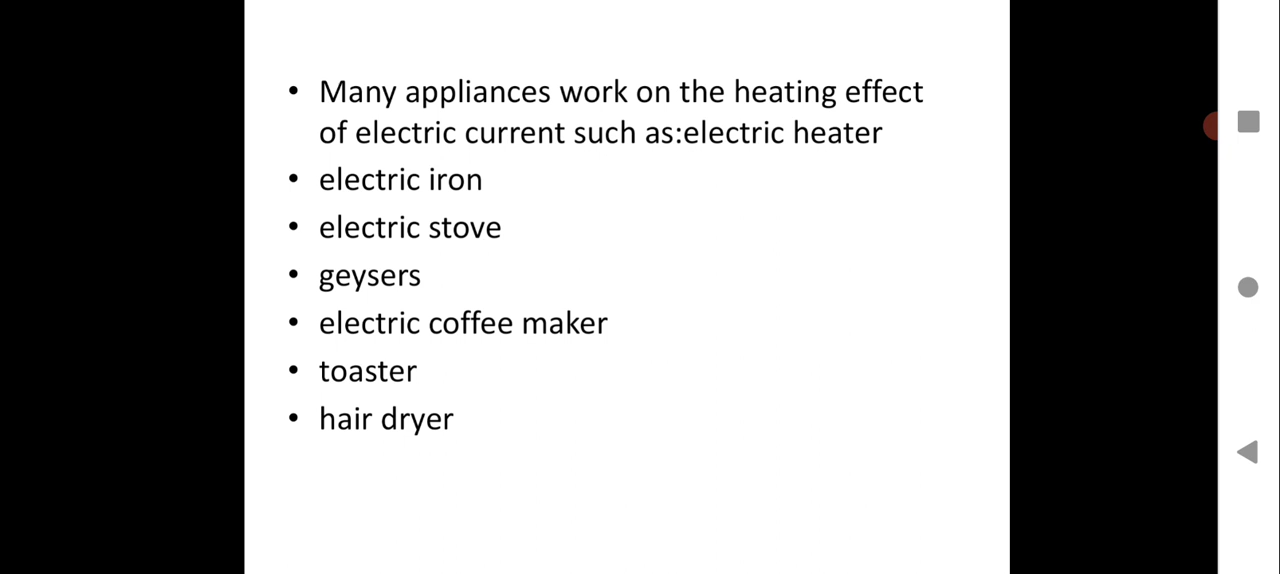 • Many appliances work on the heating effect
of electric current such as:electric heater
• electric iron
• electric stove
• geysers
• electric coffee maker
• toaster
• hair dryer